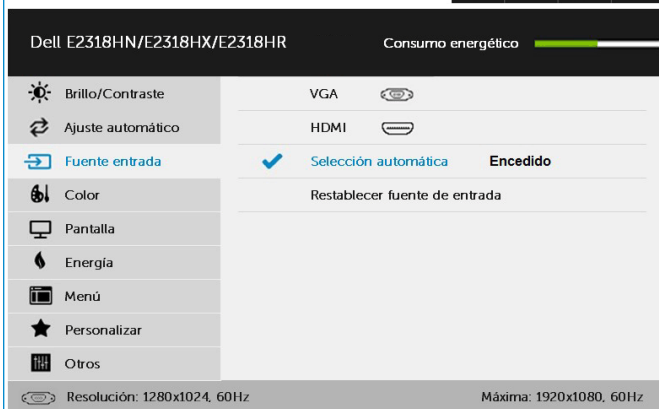 Dell E2318HN/E2318HX/E2318HR Consumo energético
Brillo/Contraste VGA
Ajuste automático HDMI
Fuente entrada Selección automática Encedido
Color Restablecer fuente de entrada
Pantalla
Energía
Menú
Personalizar
Otros
Resolución: 1280x1024, 60Hz Máxima: 1920x1080, 60Hz